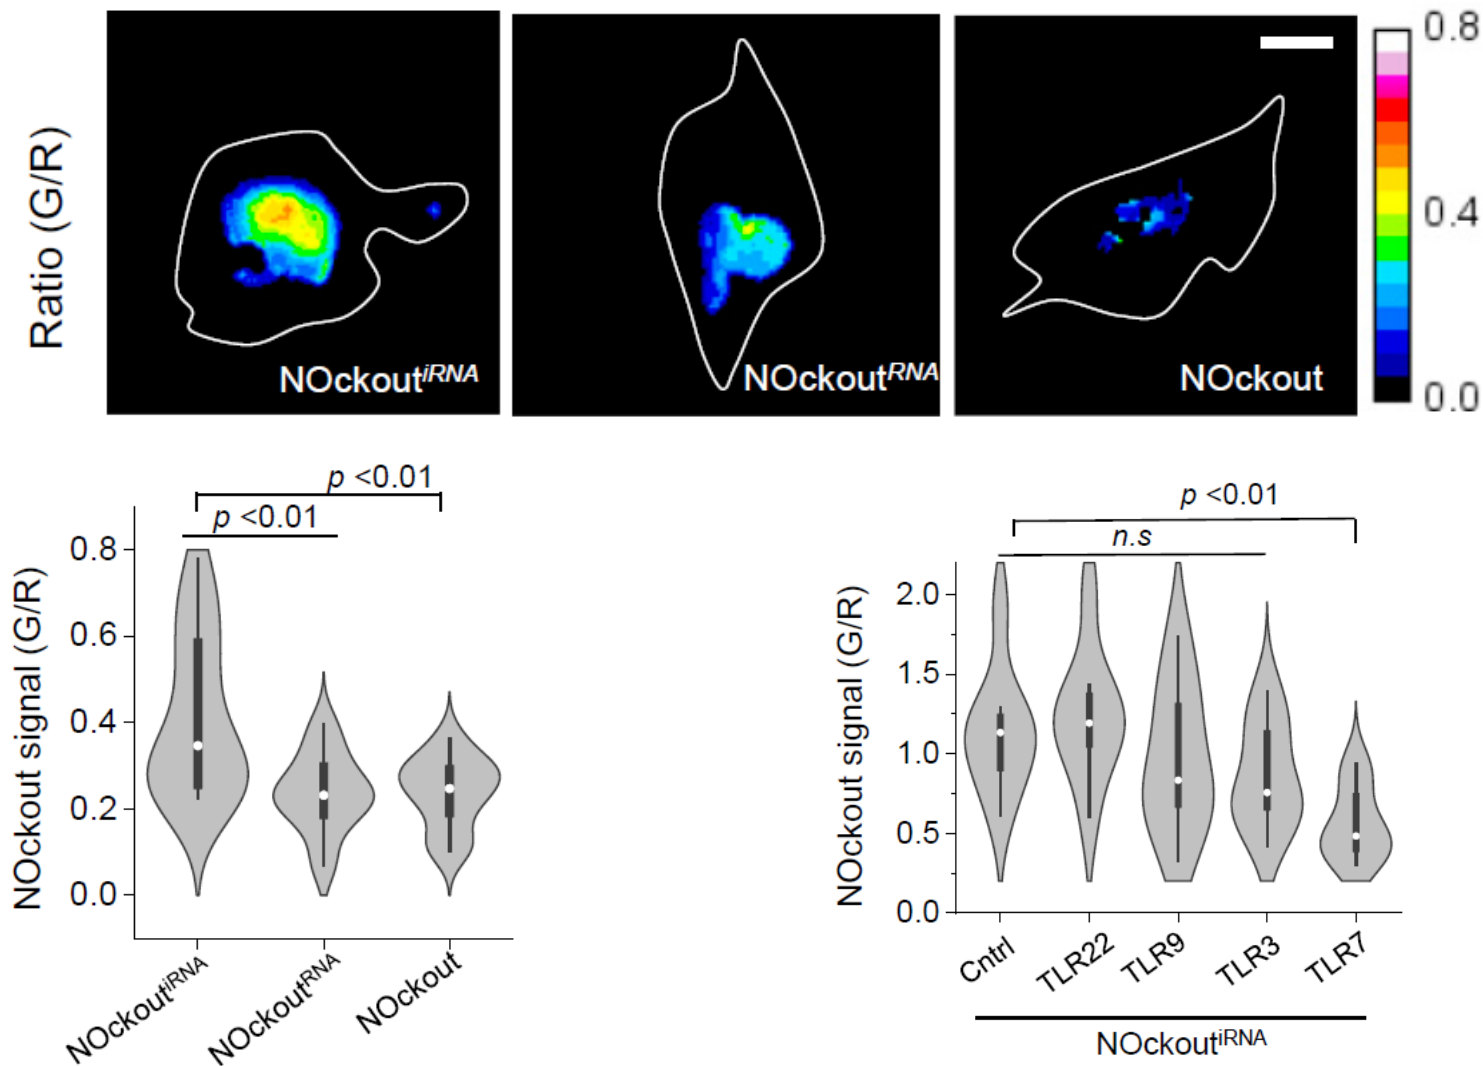 Ratio (G/R)
NOckout^iRNA
NOckout^RNA
NOckout
0.8
0.4
0.0
p <0.01
p <0.01
NOckout signal (G/R)
0.8
0.6
0.4
0.2
0.0
NOckout^iRNA
NOckout^RNA
NOckout
p <0.01
n.s
NOckout signal (G/R)
2.0
1.5
1.0
0.5
0.0
Cntrl
TLR22
TLR9
TLR3
TLR7
NOckout^iRNA